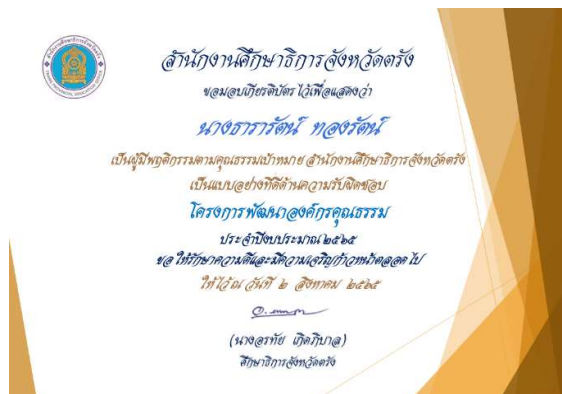 สำนักงานศึกษาธิการจังหวัดตรัง
ขอมอบเกียรติบัตร ไว้เพื่อแสดงว่า
นางธารารัตน์ ทองรัตน์
เป็นผู้มีพฤติกรรมตามคุณธรรมเป้าหมาย สำนักงานศึกษาธิการจังหวัดตรัง
เป็นแบบอย่างที่ดีด้านความรับผิดชอบ
โครงการพัฒนาองค์กรคุณธรรม
ประจำปีงบประมาณ ๒๕๖๕
ขอ ให้รักษาความดีและมีความเจริญก้าวหน้าตลอด ไป
ให้ไว้ ณ วันที่ ๒ สิงหาคม ๒๕๖๕
(นางอรทัย เกิดภิบาล)
ศึกษาธิการจังหวัดตรัง